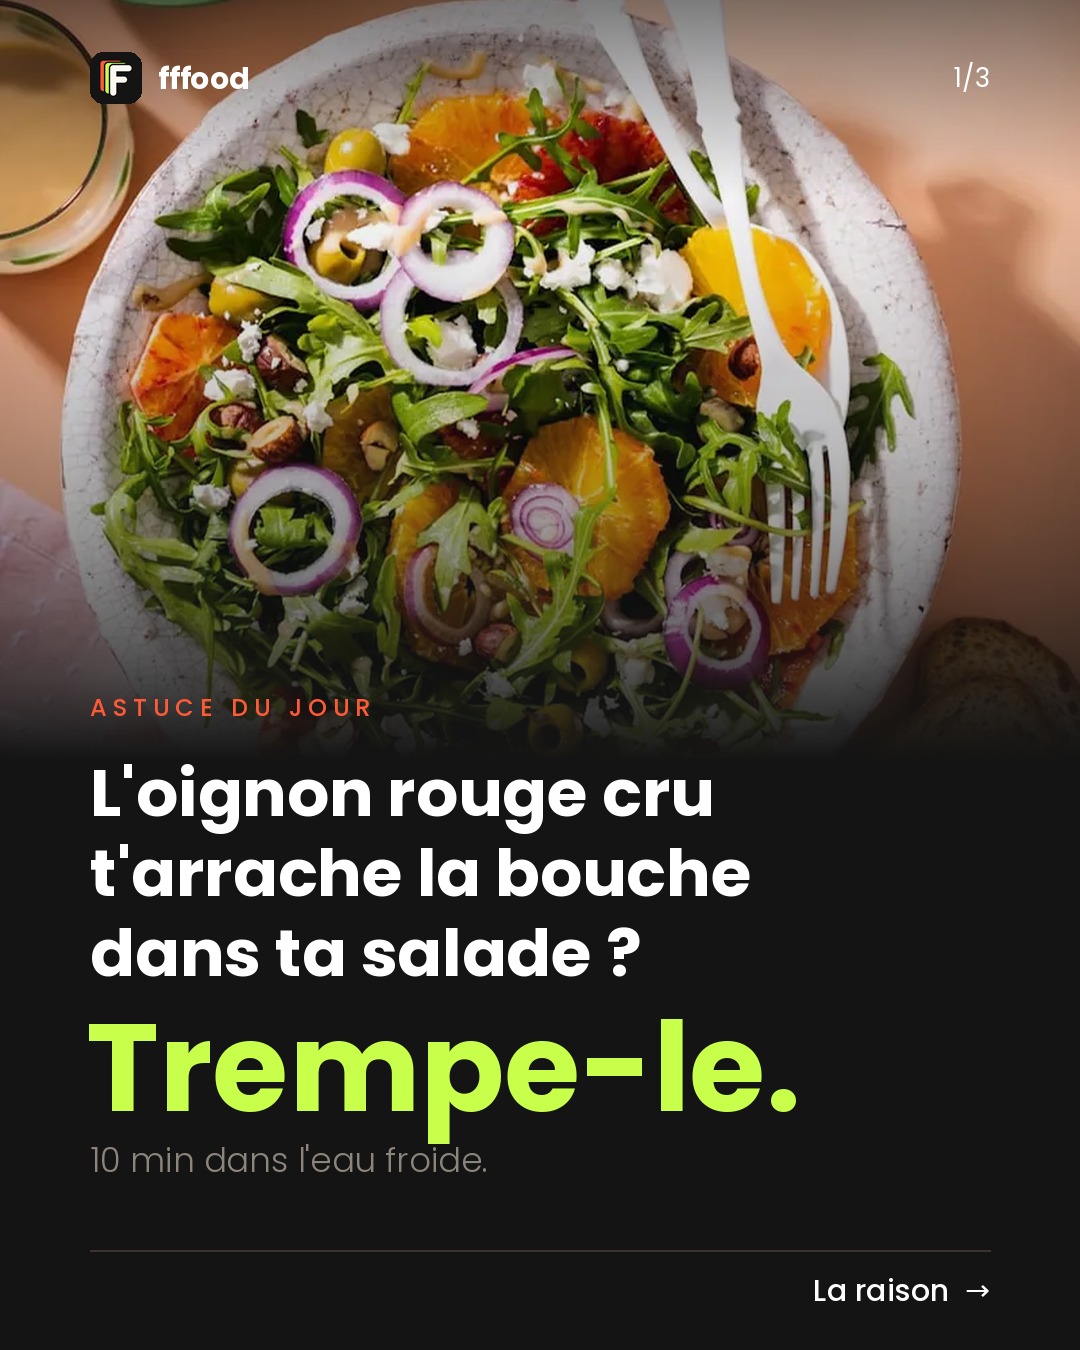 fffood
1/3
ASTUCE DU JOUR
L'oignon rouge cru
t'arrache la bouche
dans ta salade ?
Trempe-le.
10 min dans l'eau froide.
La raison →